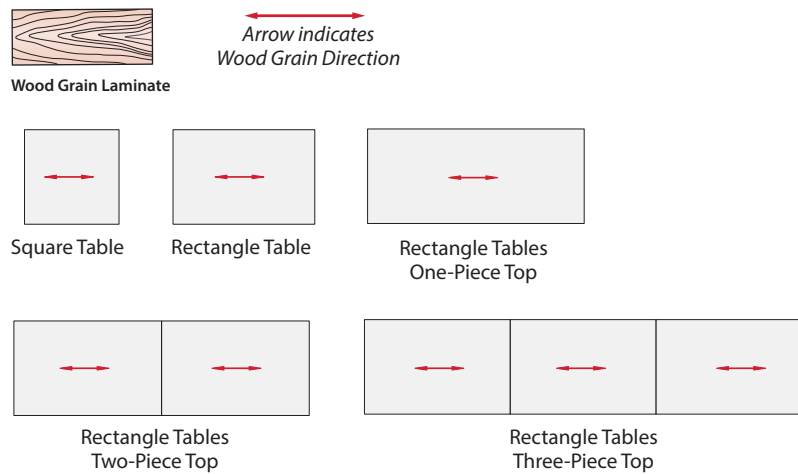 Arrow indicates
Wood Grain Direction
Wood Grain Laminate
Square Table
Rectangle Table
Rectangle Tables
One-Piece Top
Rectangle Tables
Two-Piece Top
Rectangle Tables
Three-Piece Top